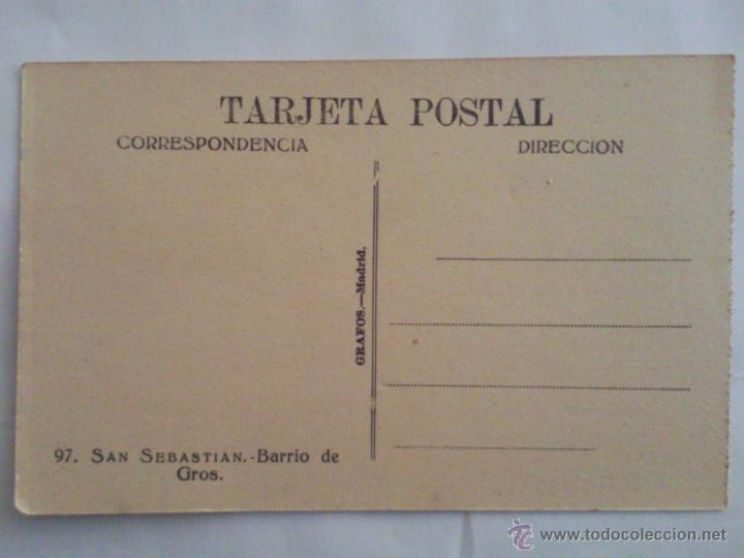 TARJETA POSTAL
CORRESPONDENCIA
DIRECCION
GRAFOS.—Madrid.
97. SAN SEBASTIAN.-Barrio de
Gros.
www.todocoleccion.net